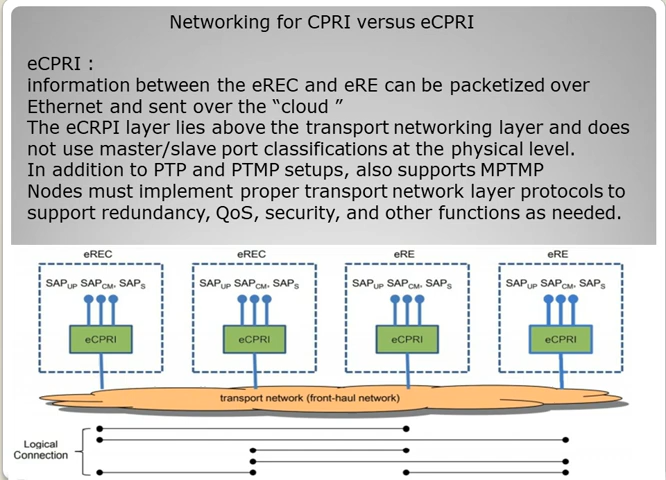 Networking for CPRI versus eCPRI
eCPRI :
information between the eREC and eRE can be packetized over
Ethernet and sent over the “cloud ”
The eCRPI layer lies above the transport networking layer and does
not use master/slave port classifications at the physical level.
In addition to PTP and PTMP setups, also supports MPTMP
Nodes must implement proper transport network layer protocols to
support redundancy, QoS, security, and other functions as needed.
eREC eREC eRE eRE
SAPUP SAPCM, SAPS SAPUP SAPCM, SAPS SAPUP SAPCM, SAPS SAPUP SAPCM, SAPS
eCPRI eCPRI eCPRI eCPRI
transport network (front-haul network)
Logical
Connection